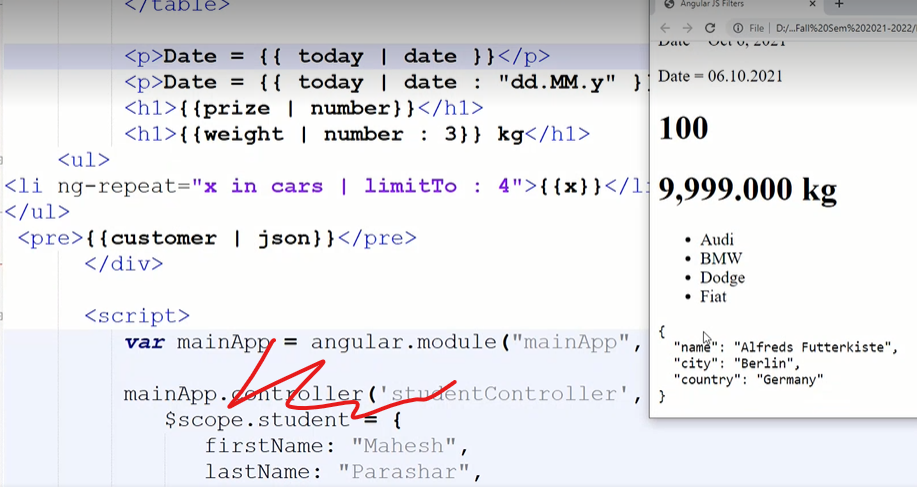 </table>
<p>Date = {{ today | date }}</p>
<p>Date = {{ today | date : "dd.MM.y" }
<h1>{{prize | number}}</h1>
<h1>{{weight | number : 3}} kg</h1>
<ul>
<li ng-repeat="x in cars | limitTo : 4">{{x}}</li
</ul>
<pre>{{customer | json}}</pre>
</div>
<script>
var mainApp = angular.module("mainApp",
mainApp.controller('studentController',
$scope.student = {
firstName: "Mahesh",
lastName: "Parashar",
Angular JS Filters
File D:/...Fall%20Sem%202021-2022/
Date = Oct 6, 2021
Date = 06.10.2021
100
9,999.000 kg
Audi
BMW
Dodge
Fiat
{
"name": "Alfreds Futterkiste",
"city": "Berlin",
"country": "Germany"
}